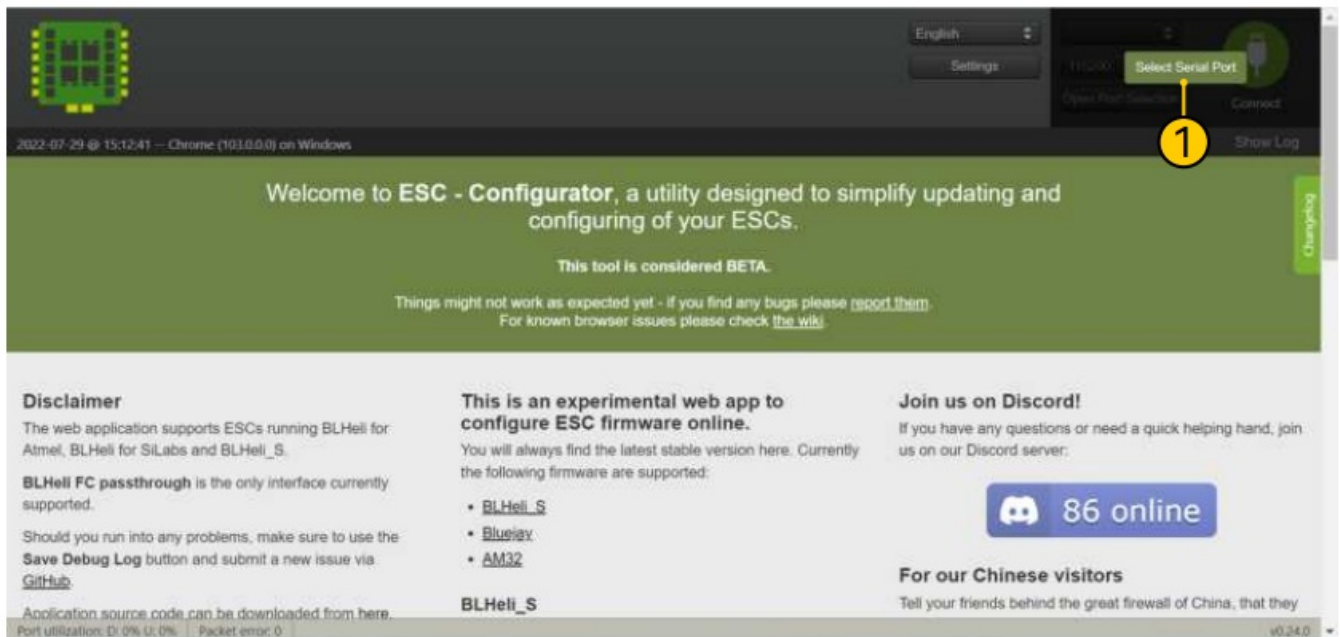 English
Settings
115200
Select Serial Port
Open Port Selection
Connect
1
2022-07-29 @ 15:12:41 -- Chrome (103.0.0.0) on Windows
Show Log
Welcome to ESC - Configurator, a utility designed to simplify updating and
configuring of your ESCs.
This tool is considered BETA.
Things might not work as expected yet - if you find any bugs please report them.
For known browser issues please check the wiki.
Changelog
Disclaimer
The web application supports ESCs running BLHeli for
Atmel, BLHeli for SiLabs and BLHeli_S.
BLHeli FC passthrough is the only interface currently
supported.
Should you run into any problems, make sure to use the
Save Debug Log button and submit a new issue via
GitHub.
Application source code can be downloaded from here.
This is an experimental web app to
configure ESC firmware online.
You will always find the latest stable version here. Currently
the following firmware are supported:
• BLHeli_S
• Bluejay
• AM32
BLHeli_S
Join us on Discord!
If you have any questions or need a quick helping hand, join
us on our Discord server:
86 online
For our Chinese visitors
Tell your friends behind the great firewall of China, that they
Port utilization: D: 0% U: 0% Packet error: 0
v0.24.0